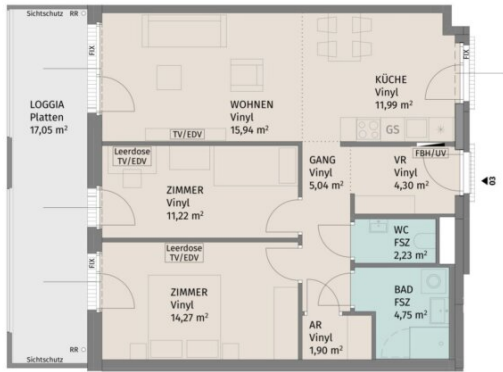 Sichtschutz RR
FIX
FIX
KÜCHE
Vinyl
11,99 m²
LOGGIA
Platten
17,05 m²
WOHNEN
Vinyl
15,94 m²
GS
TV/EDV
FBH/UV
Leerdose
TV/EDV
GANG
Vinyl
5,04 m²
VR
Vinyl
4,30 m²
03
ZIMMER
Vinyl
11,22 m²
WC
FSZ
2,23 m²
Leerdose
TV/EDV
FIX
ZIMMER
Vinyl
14,27 m²
BAD
FSZ
4,75 m²
AR
Vinyl
1,90 m²
RR
Sichtschutz